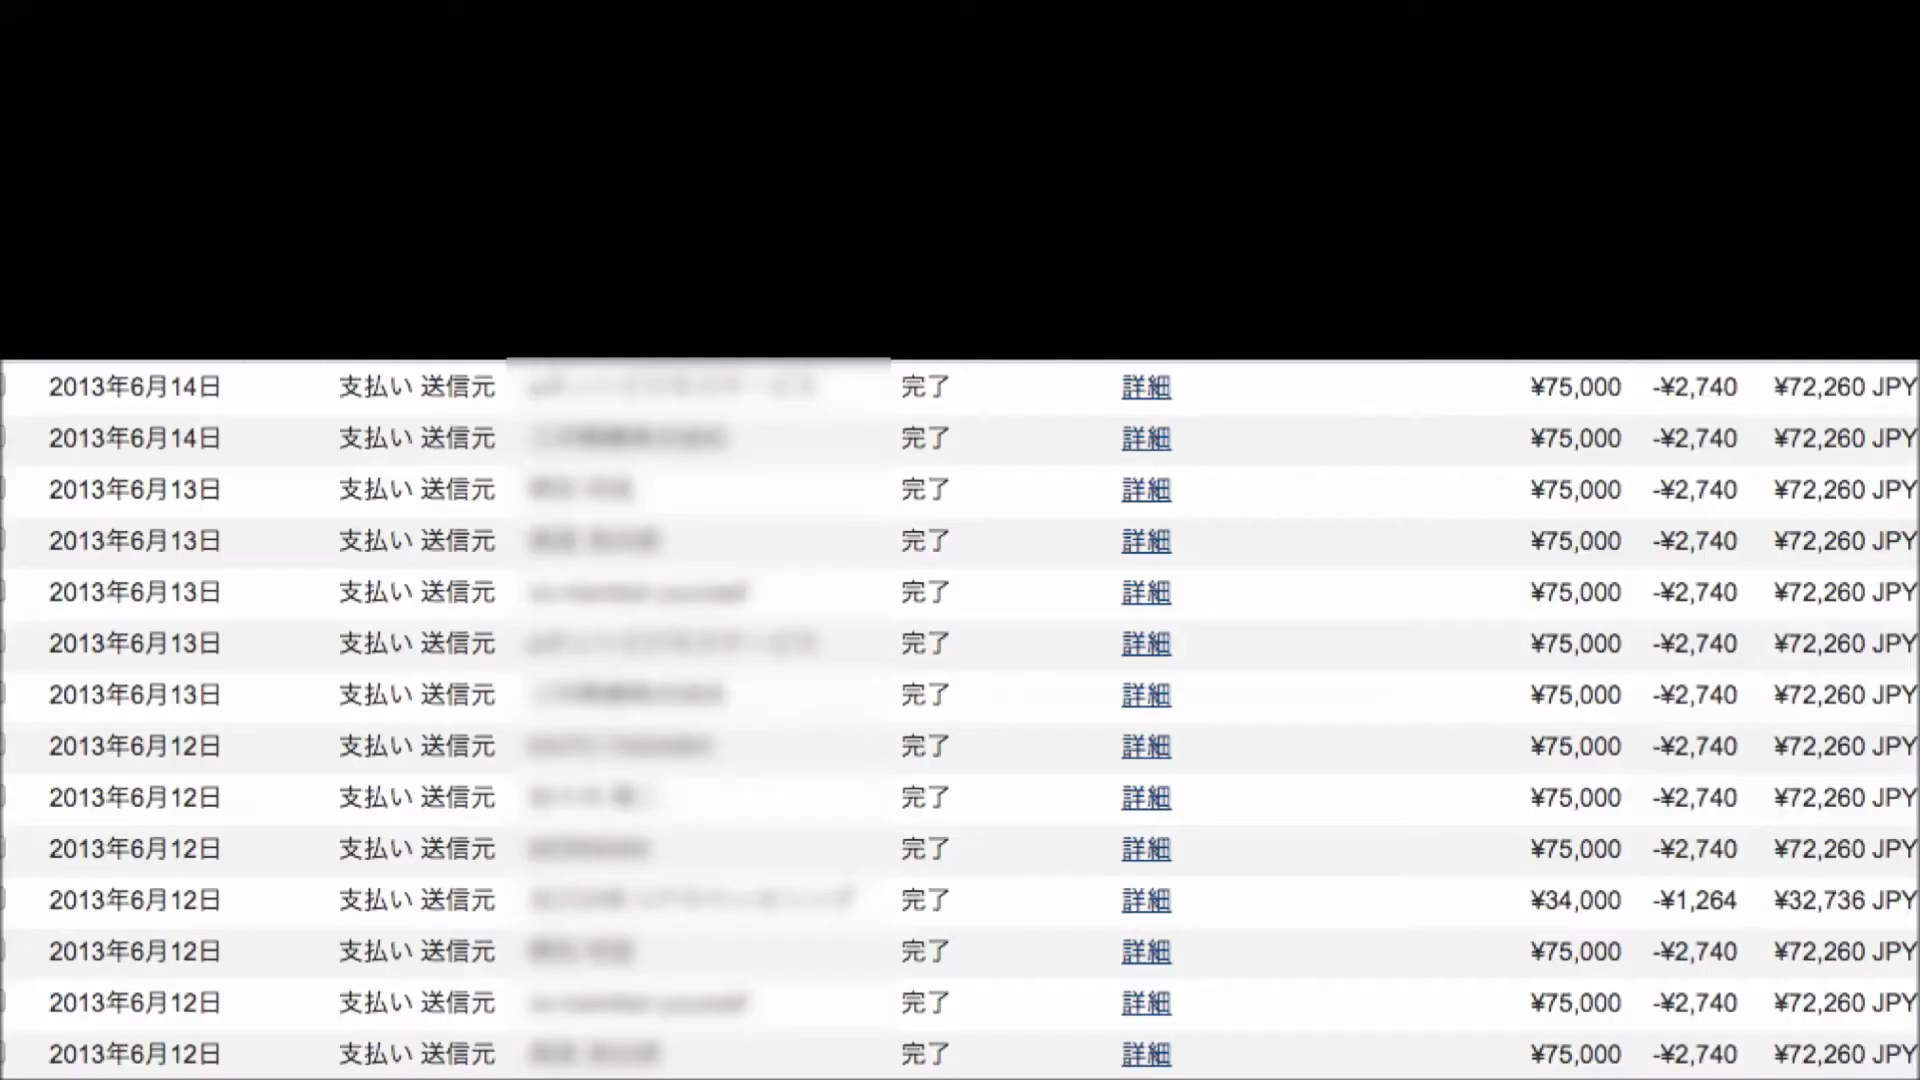 2013年6月14日 支払い 送信元 完了 詳細 ¥75,000 -¥2,740 ¥72,260 JPY
2013年6月14日 支払い 送信元 完了 詳細 ¥75,000 -¥2,740 ¥72,260 JPY
2013年6月13日 支払い 送信元 完了 詳細 ¥75,000 -¥2,740 ¥72,260 JPY
2013年6月13日 支払い 送信元 完了 詳細 ¥75,000 -¥2,740 ¥72,260 JPY
2013年6月13日 支払い 送信元 完了 詳細 ¥75,000 -¥2,740 ¥72,260 JPY
2013年6月13日 支払い 送信元 完了 詳細 ¥75,000 -¥2,740 ¥72,260 JPY
2013年6月13日 支払い 送信元 完了 詳細 ¥75,000 -¥2,740 ¥72,260 JPY
2013年6月12日 支払い 送信元 完了 詳細 ¥75,000 -¥2,740 ¥72,260 JPY
2013年6月12日 支払い 送信元 完了 詳細 ¥75,000 -¥2,740 ¥72,260 JPY
2013年6月12日 支払い 送信元 完了 詳細 ¥75,000 -¥2,740 ¥72,260 JPY
2013年6月12日 支払い 送信元 完了 詳細 ¥34,000 -¥1,264 ¥32,736 JPY
2013年6月12日 支払い 送信元 完了 詳細 ¥75,000 -¥2,740 ¥72,260 JPY
2013年6月12日 支払い 送信元 完了 詳細 ¥75,000 -¥2,740 ¥72,260 JPY
2013年6月12日 支払い 送信元 完了 詳細 ¥75,000 -¥2,740 ¥72,260 JPY